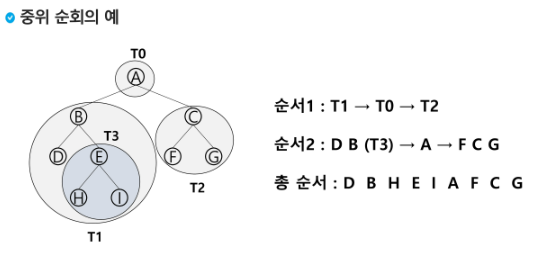 중위 순회의 예
T0
A
B
C
T3
D
E
F
G
H
I
T2
T1
순서1 : T1 → T0 → T2
순서2 : D B (T3) → A → F C G
총 순서 : D B H E I A F C G